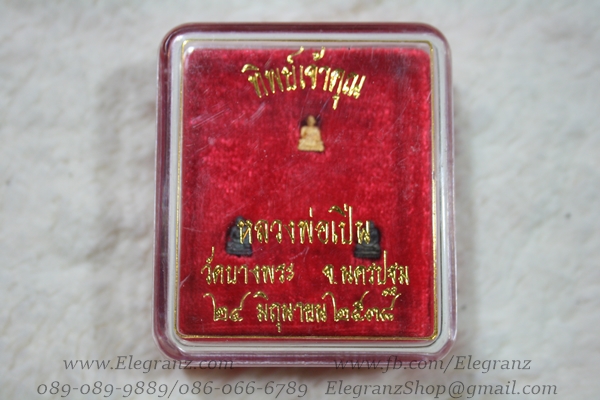 ทิพย์เจ้าคุณ
หลวงพ่อเปิ่น
วัดบางพระ จ.นครปฐม
๒๔ มิถุนายน ๒๕๓๘
www.Elegranz.com www.fb.com/Elegranz
089-089-9889/086-066-6789 ElegranzShop@gmail.com